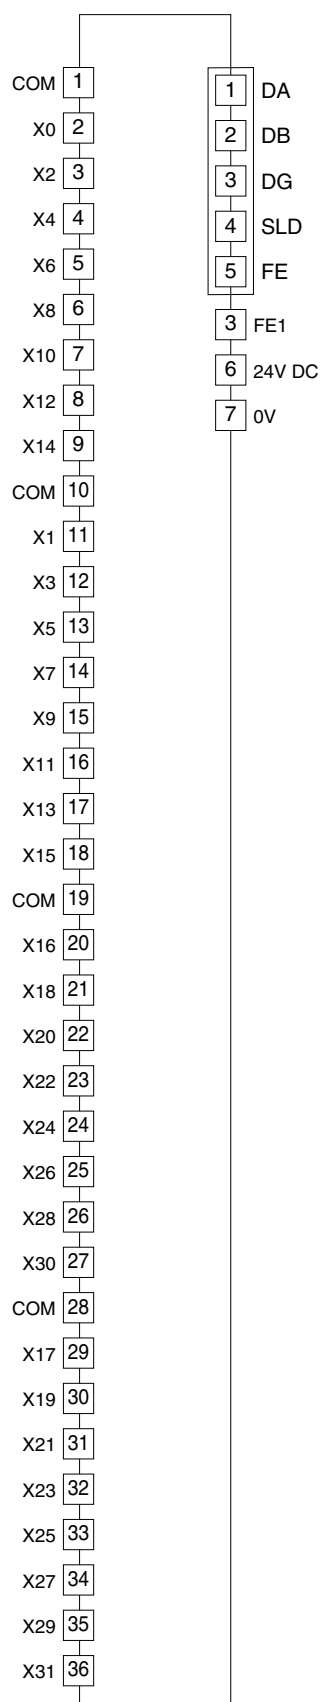 COM 1
X0 2
X2 3
X4 4
X6 5
X8 6
X10 7
X12 8
X14 9
COM 10
X1 11
X3 12
X5 13
X7 14
X9 15
X11 16
X13 17
X15 18
COM 19
X16 20
X18 21
X20 22
X22 23
X24 24
X26 25
X28 26
X30 27
COM 28
X17 29
X19 30
X21 31
X23 32
X25 33
X27 34
X29 35
X31 36
1 DA
2 DB
3 DG
4 SLD
5 FE
3 FE1
6 24V DC
7 0V